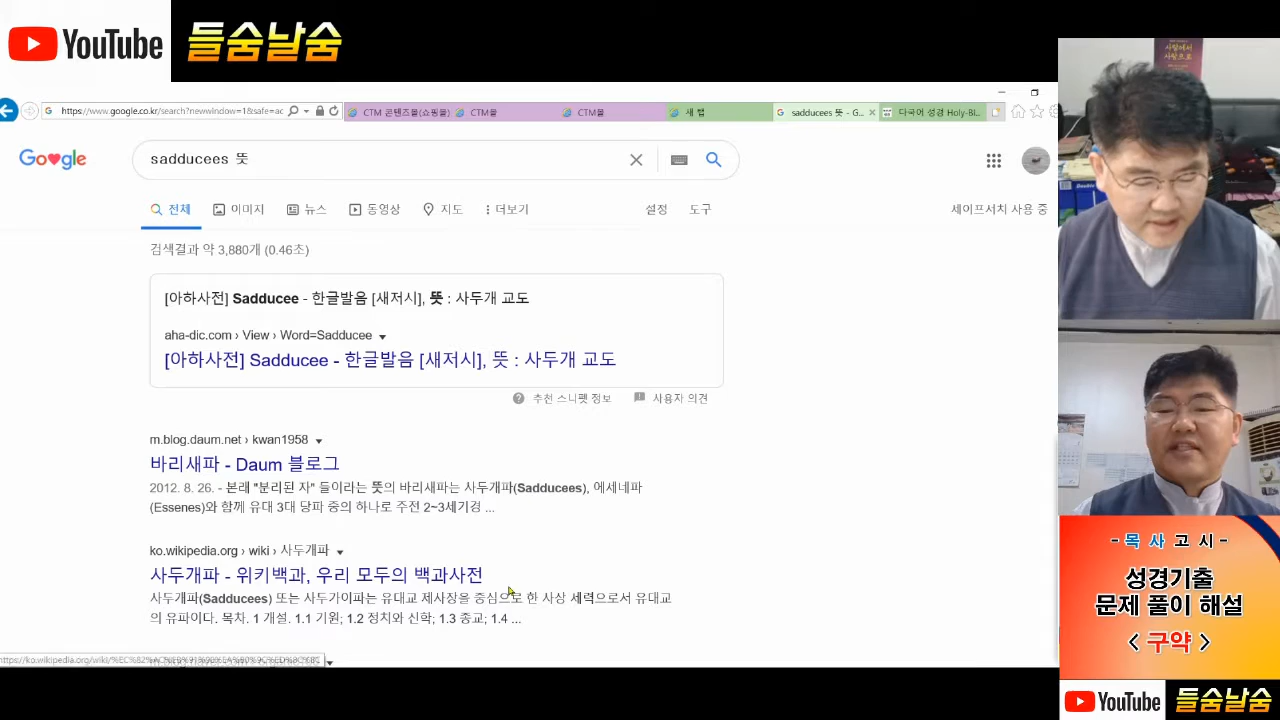 YouTube 들숨날숨
https://www.google.co.kr/search?newwindow=1&safe=ac
CTM 콘텐츠몰(쇼핑몰)
CTM몰
CTM몰
새 탭
sadducees 뜻 - G...
다국어 성경 Holy-BI...
Google
sadducees 뜻
전체 이미지 뉴스 동영상 지도 더보기 설정 도구
세이프서치 사용 중
검색결과 약 3,880개 (0.46초)
[아하사전] Sadducee - 한글발음 [새저시], 뜻 : 사두개 교도
aha-dic.com › View › Word=Sadducee
[아하사전] Sadducee - 한글발음 [새저시], 뜻 : 사두개 교도
추천 스니펫 정보 사용자 의견
m.blog.daum.net › kwan1958
바리새파 - Daum 블로그
2012. 8. 26. - 본래 "분리된 자" 들이라는 뜻의 바리새파는 사두개파(Sadducees), 에세네파
(Essenes)와 함께 유대 3대 당파 중의 하나로 주전 2~3세기경 ...
ko.wikipedia.org › wiki › 사두개파
사두개파 - 위키백과, 우리 모두의 백과사전
사두개파(Sadducees) 또는 사두가이파는 유대교 제사장을 중심으로 한 사상 세력으로서 유대교
의 유파이다. 목차. 1 개설. 1.1 기원; 1.2 정치와 신학; 1.3 종교; 1.4 ...
사랑에서
사랑으로
- 목 사 고 시 -
성경기출
문제 풀이 해설
< 구약 >
YouTube 들숨날숨